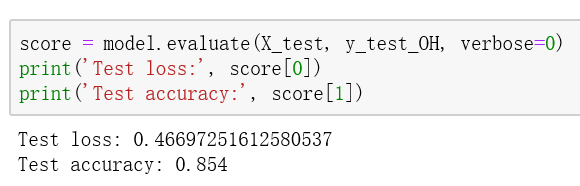 score = model.evaluate(X_test, y_test_OH, verbose=0)
print('Test loss:', score[0])
print('Test accuracy:', score[1])
Test loss: 0.46697251612580537
Test accuracy: 0.854